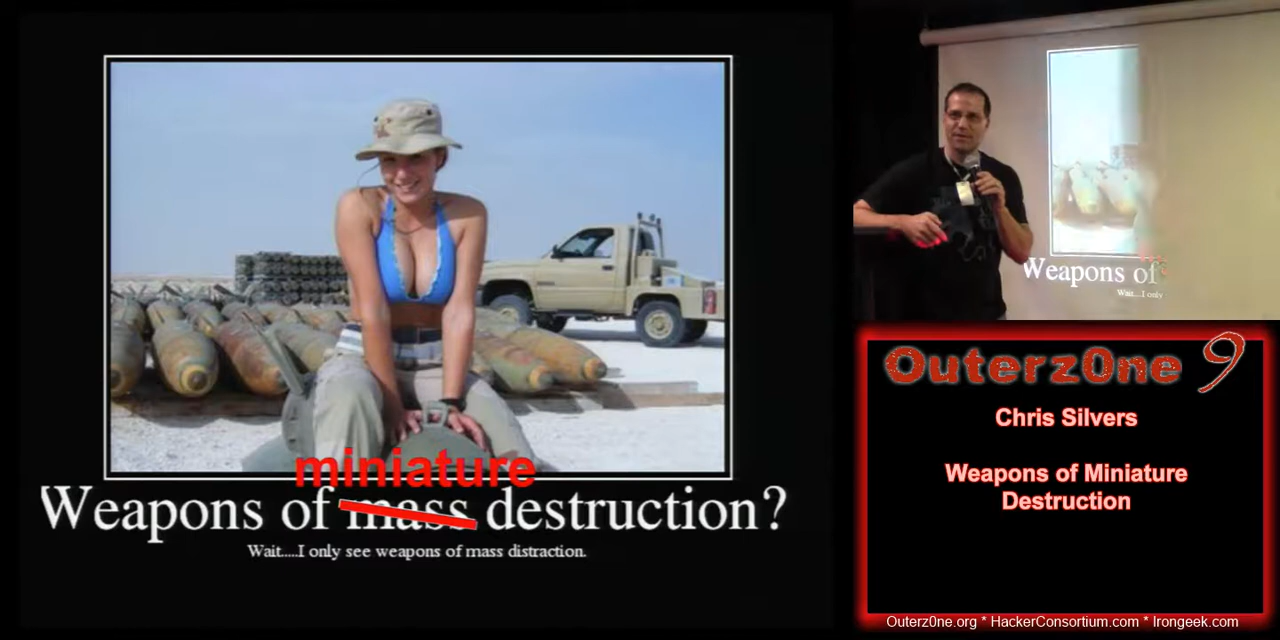 miniature
Weapons of mass destruction?
Wait.....I only see weapons of mass distraction.
Weapons of
Wait....I only
Outerz0ne 9
Chris Silvers
Weapons of Miniature
Destruction
Outerz0ne.org * HackerConsortium.com * Irongeek.com